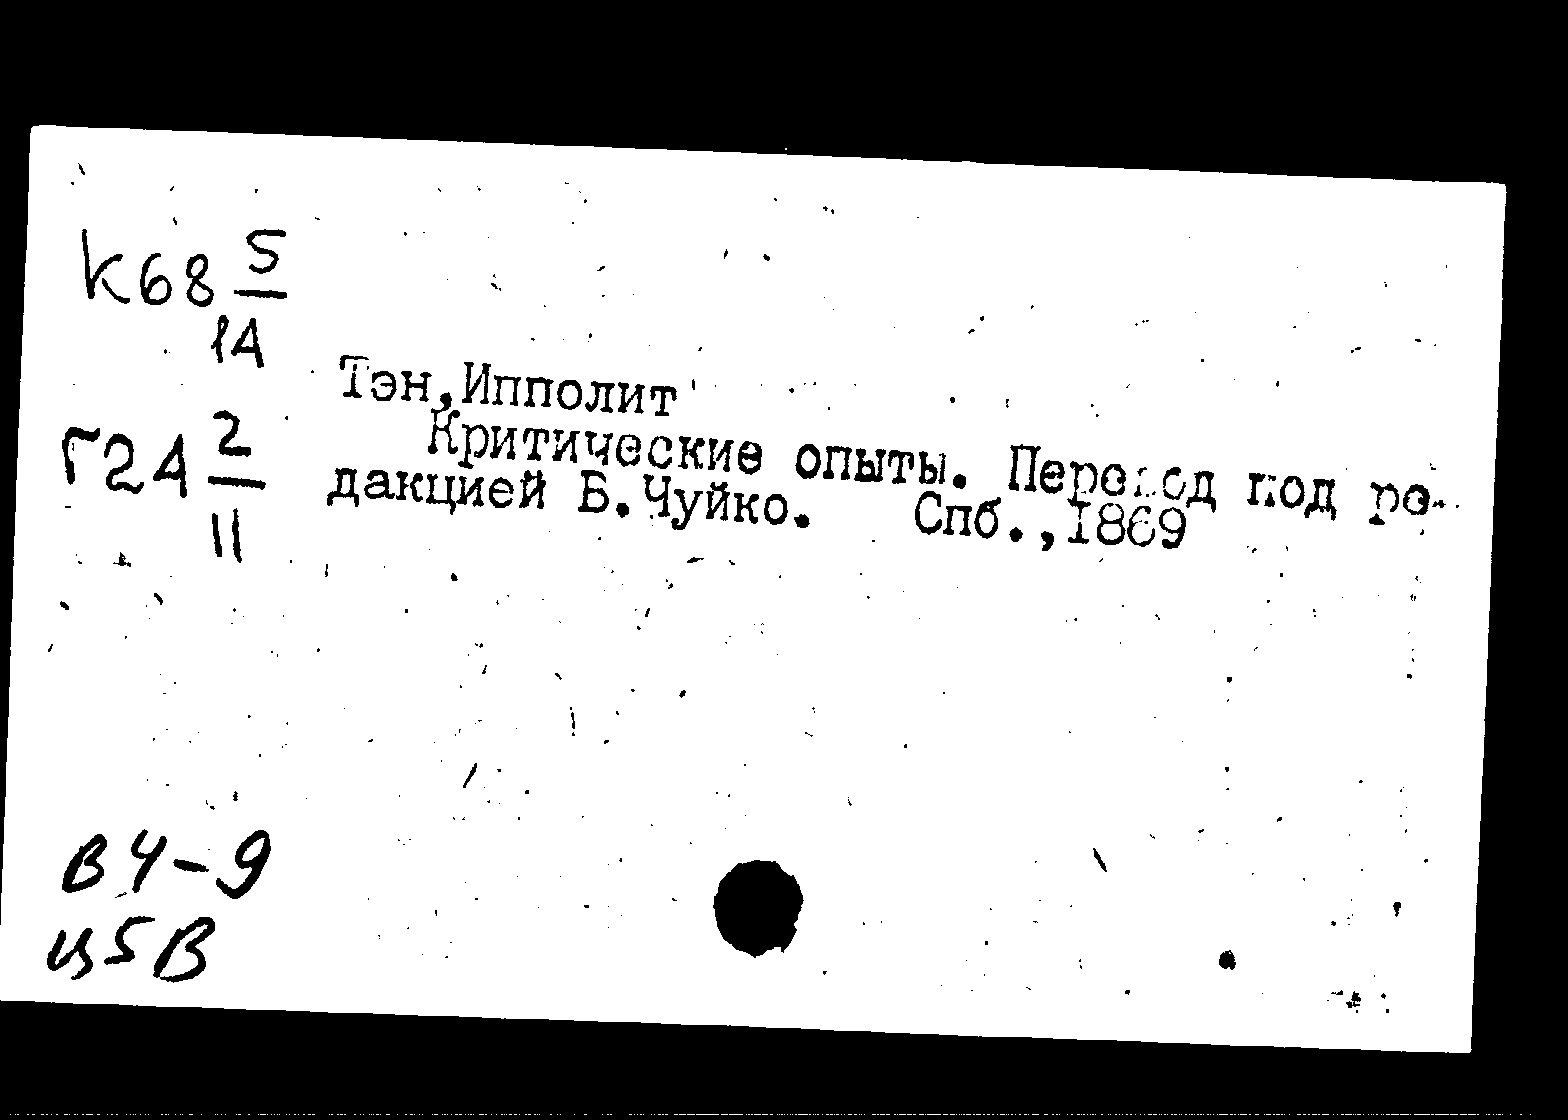 К68 5/14
Тэн,Ипполит
Г24 2/11
Критические опыты. Перевод под ре-
дакцией Б.Чуйко. Спб.,1869
В4-9
ц5В